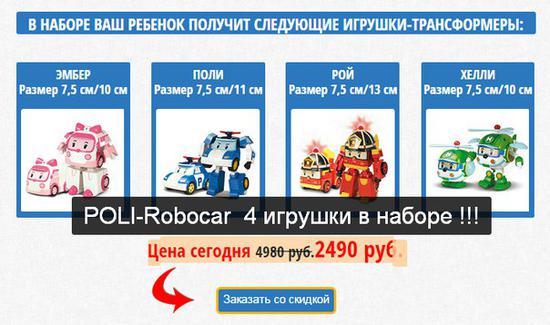 В НАБОРЕ ВАШ РЕБЕНОК ПОЛУЧИТ СЛЕДУЮЩИЕ ИГРУШКИ-ТРАНСФОРМЕРЫ:
ЭМБЕР
Размер 7,5 см/10 см
ПОЛИ
Размер 7,5 см/11 см
РОЙ
Размер 7,5 см/13 см
ХЕЛЛИ
Размер 7,5 см/10 см
POLI-Robocar 4 игрушки в наборе !!!
Цена сегодня 4980 руб. 2490 руб.
Заказать со скидкой